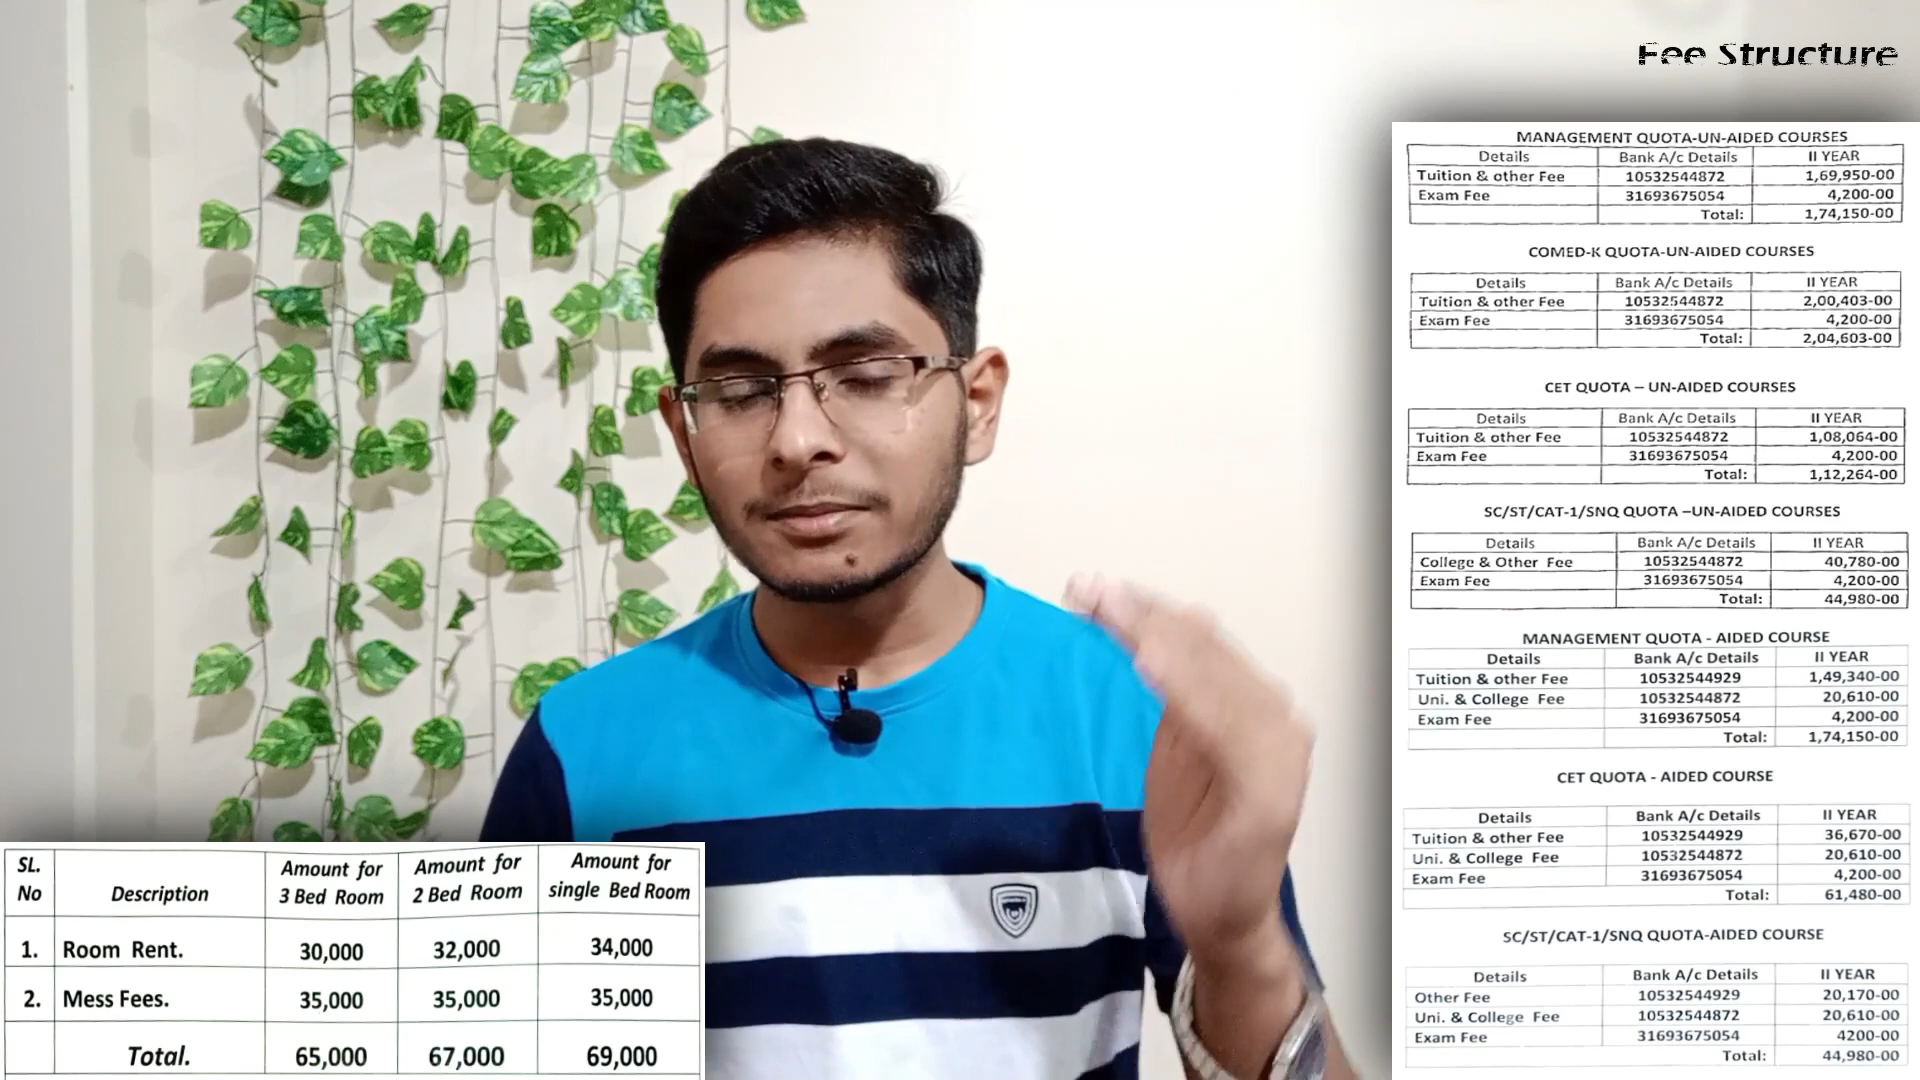 Fee Structure
MANAGEMENT QUOTA-UN-AIDED COURSES
Details Bank A/c Details II YEAR
Tuition & other Fee 10532544872 1,69,950-00
Exam Fee 31693675054 4,200-00
Total: 1,74,150-00
COMED-K QUOTA-UN-AIDED COURSES
Details Bank A/c Details II YEAR
Tuition & other Fee 10532544872 2,00,403-00
Exam Fee 31693675054 4,200-00
Total: 2,04,603-00
CET QUOTA – UN-AIDED COURSES
Details Bank A/c Details II YEAR
Tuition & other Fee 10532544872 1,08,064-00
Exam Fee 31693675054 4,200-00
Total: 1,12,264-00
SC/ST/CAT-1/SNQ QUOTA –UN-AIDED COURSES
Details Bank A/c Details II YEAR
College & Other Fee 10532544872 40,780-00
Exam Fee 31693675054 4,200-00
Total: 44,980-00
MANAGEMENT QUOTA - AIDED COURSE
Details Bank A/c Details II YEAR
Tuition & other Fee 10532544929 1,49,340-00
Uni. & College Fee 10532544872 20,610-00
Exam Fee 31693675054 4,200-00
Total: 1,74,150-00
CET QUOTA - AIDED COURSE
Details Bank A/c Details II YEAR
Tuition & other Fee 10532544929 36,670-00
Uni. & College Fee 10532544872 20,610-00
Exam Fee 31693675054 4,200-00
Total: 61,480-00
SC/ST/CAT-1/SNQ QUOTA-AIDED COURSE
Details Bank A/c Details II YEAR
Other Fee 10532544929 20,170-00
Uni. & College Fee 10532544872 20,610-00
Exam Fee 31693675054 4200-00
Total: 44,980-00
SL. No Description Amount for 3 Bed Room Amount for 2 Bed Room Amount for single Bed Room
1. Room Rent. 30,000 32,000 34,000
2. Mess Fees. 35,000 35,000 35,000
Total. 65,000 67,000 69,000